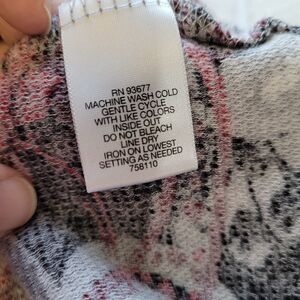 RN 93677
MACHINE WASH COLD
GENTLE CYCLE
WITH LIKE COLORS
INSIDE OUT
DO NOT BLEACH
LINE DRY
IRON ON LOWEST
SETTING AS NEEDED
758110